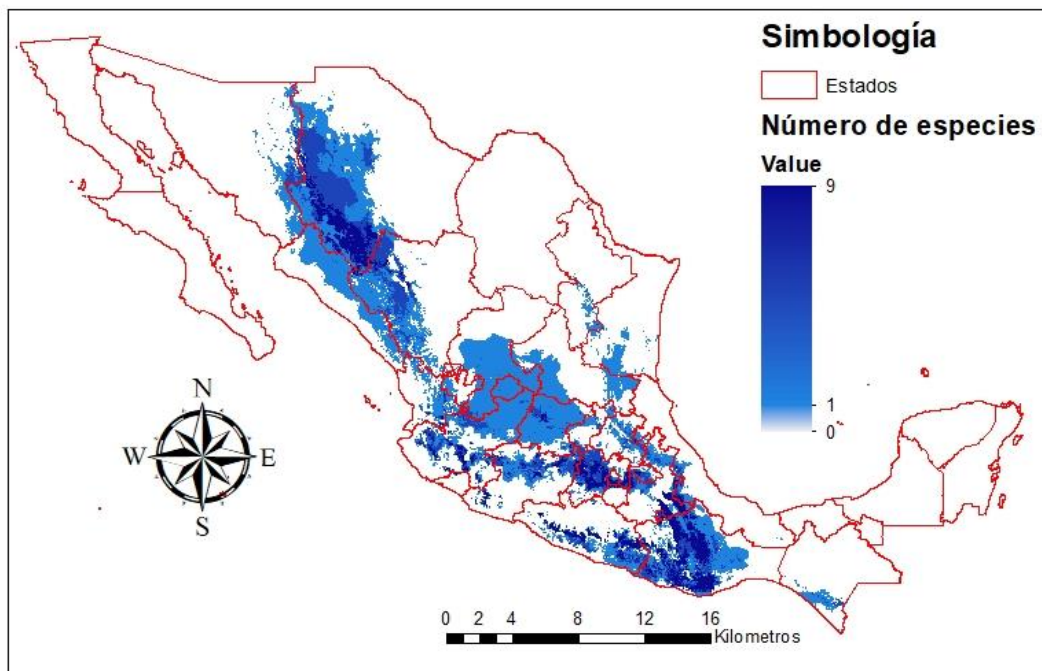 Simbología
Estados
Número de especies
Value
9
1
0
N
W
E
S
0 2 4 8 12 16
Kilometros